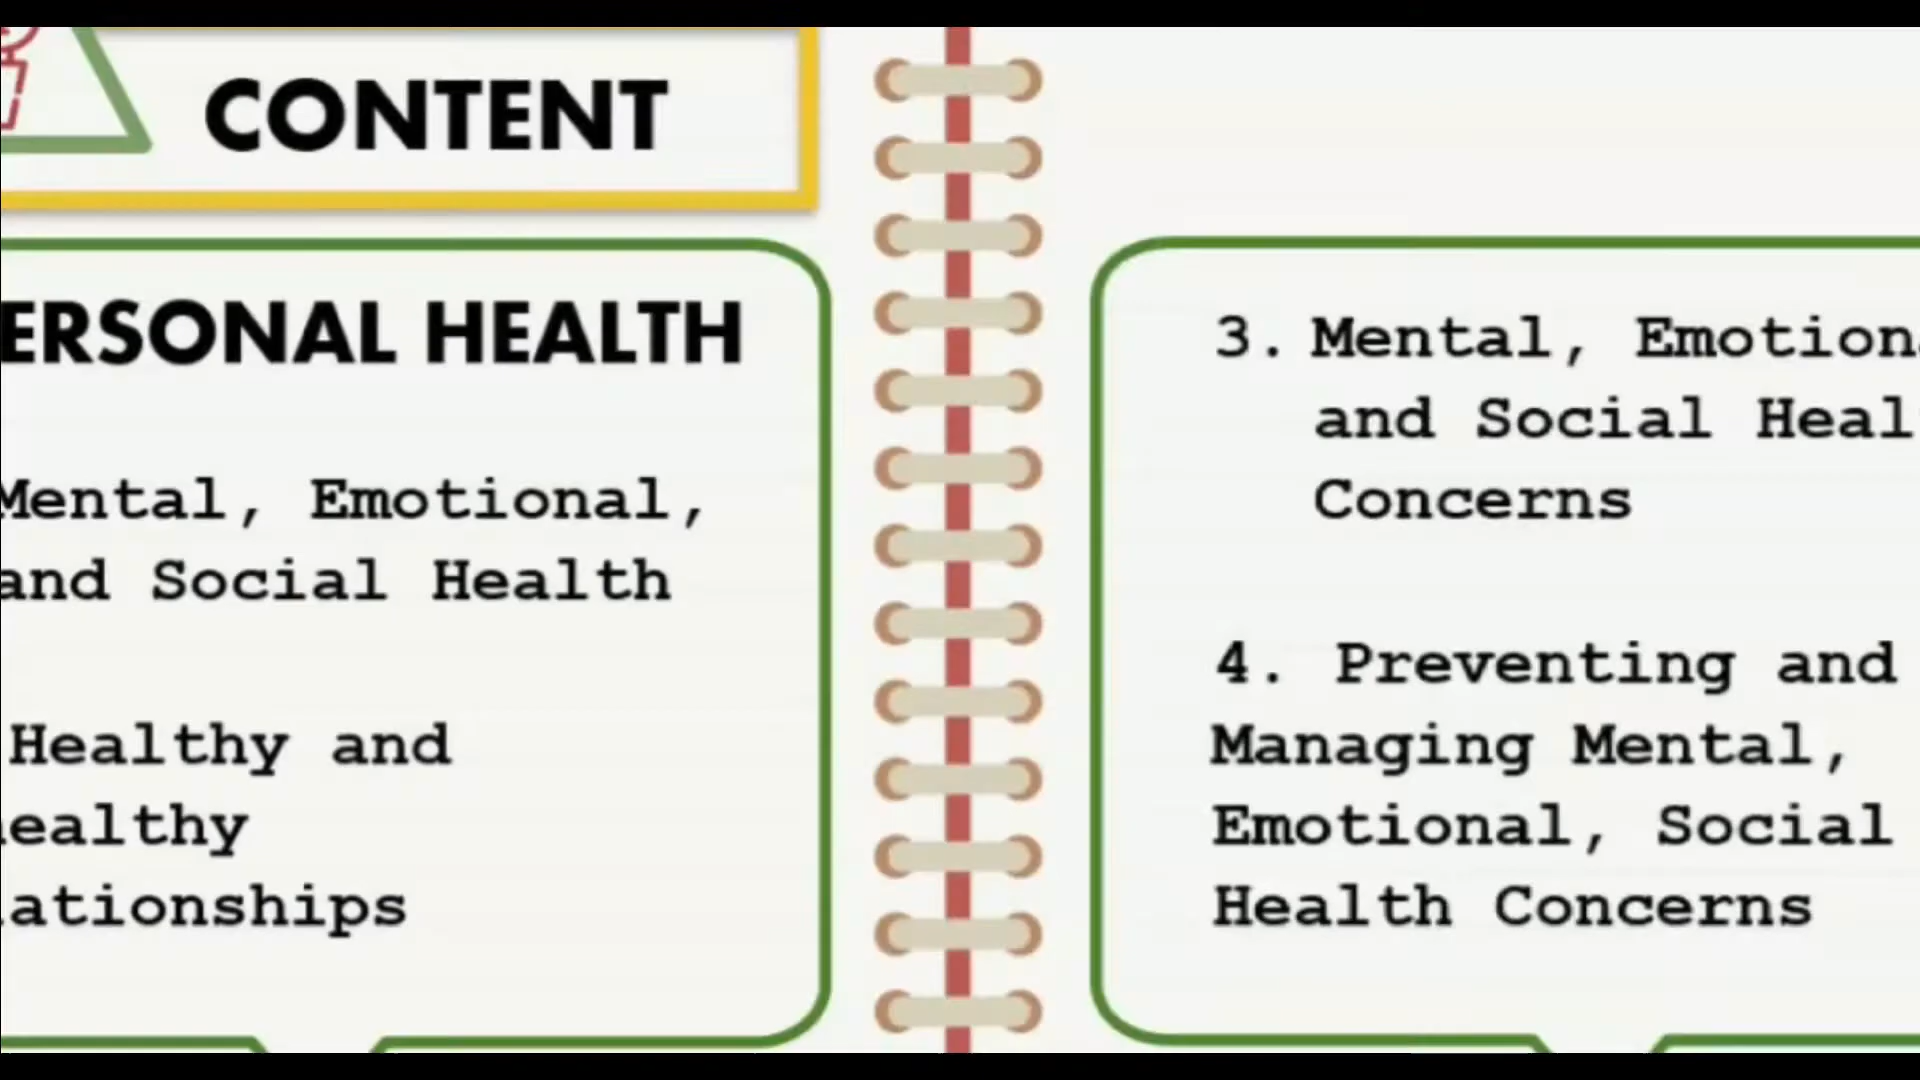 CONTENT
ERSONAL HEALTH
Mental, Emotional,
and Social Health
Healthy and
ealthy
ationships
3. Mental, Emotion
and Social Heal
Concerns
4. Preventing and
Managing Mental,
Emotional, Social
Health Concerns